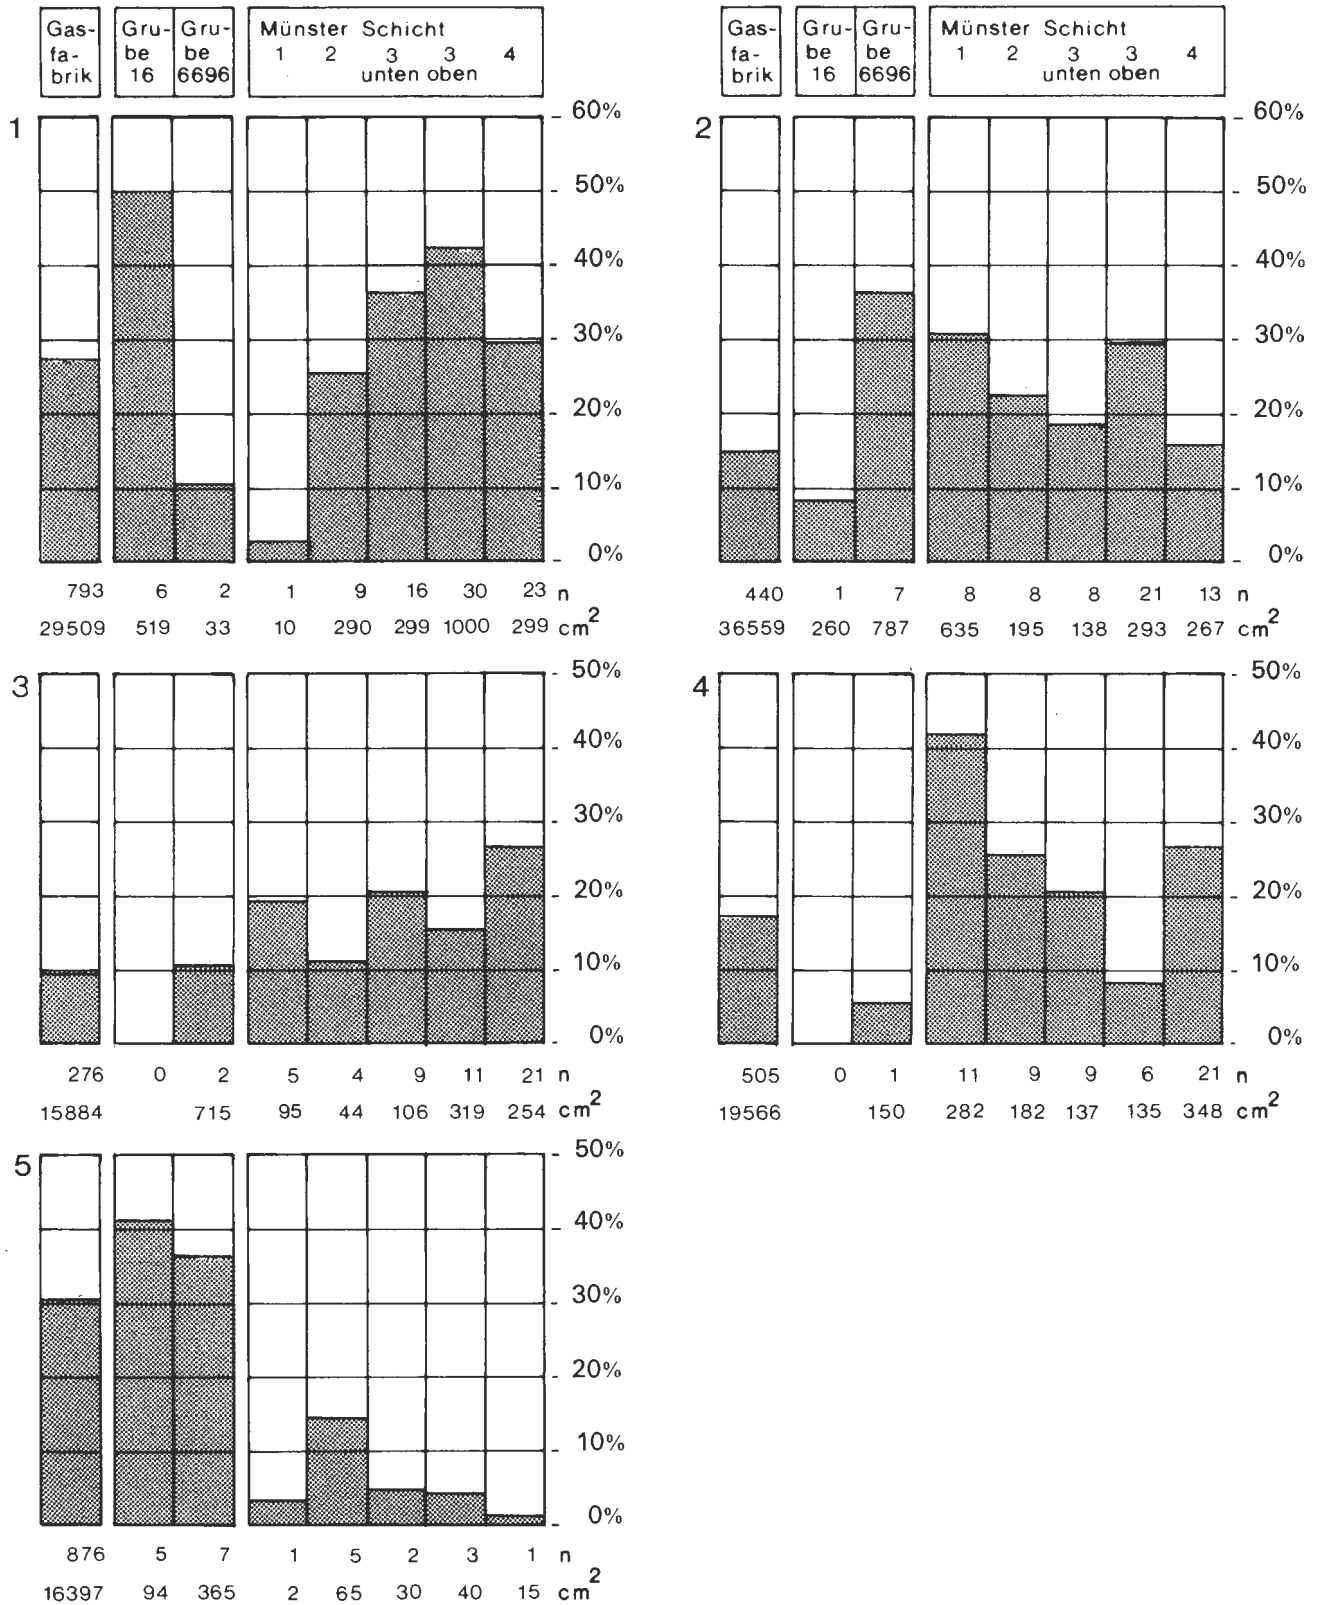 Gas- Gru- Gru- Münster Schicht
fa- be be 1 2 3 3 4
brik 16 6696 unten oben
Gas- Gru- Gru- Münster Schicht
fa- be be 1 2 3 3 4
brik 16 6696 unten oben
1
60%
50%
40%
30%
20%
10%
0%
793 6 2 1 9 16 30 23 n
29509 519 33 10 290 299 1000 299 cm²
2
60%
50%
40%
30%
20%
10%
0%
440 1 7 8 8 8 21 13 n
36559 260 787 635 195 138 293 267 cm²
3
50%
40%
30%
20%
10%
0%
276 0 2 5 4 9 11 21 n
15884 715 95 44 106 319 254 cm²
4
50%
40%
30%
20%
10%
0%
505 0 1 11 9 9 6 21 n
19566 150 282 182 137 135 348 cm²
5
50%
40%
30%
20%
10%
0%
876 5 7 1 5 2 3 1 n
16397 94 365 2 65 30 40 15 cm²